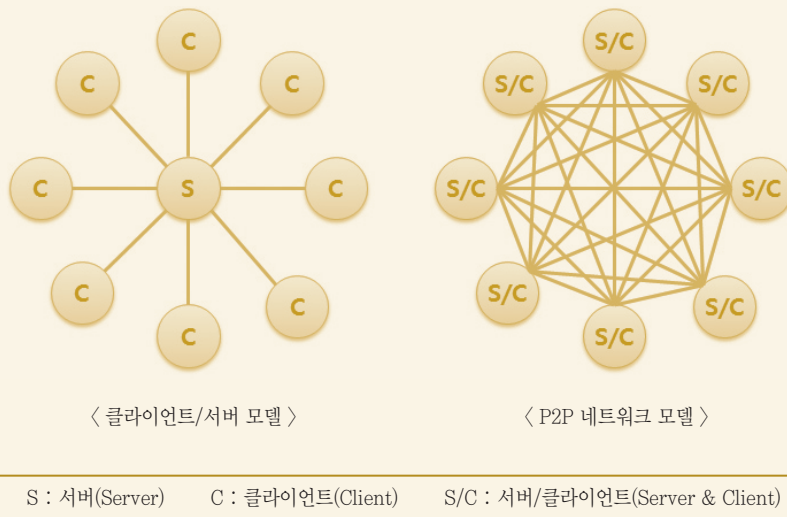 C
S/C
C
C
S/C
S/C
C
S
C
S/C
S/C
C
C
S/C
S/C
C
S/C
〈 클라이언트/서버 모델 〉
〈 P2P 네트워크 모델 〉
S : 서버(Server) C : 클라이언트(Client) S/C : 서버/클라이언트(Server & Client)